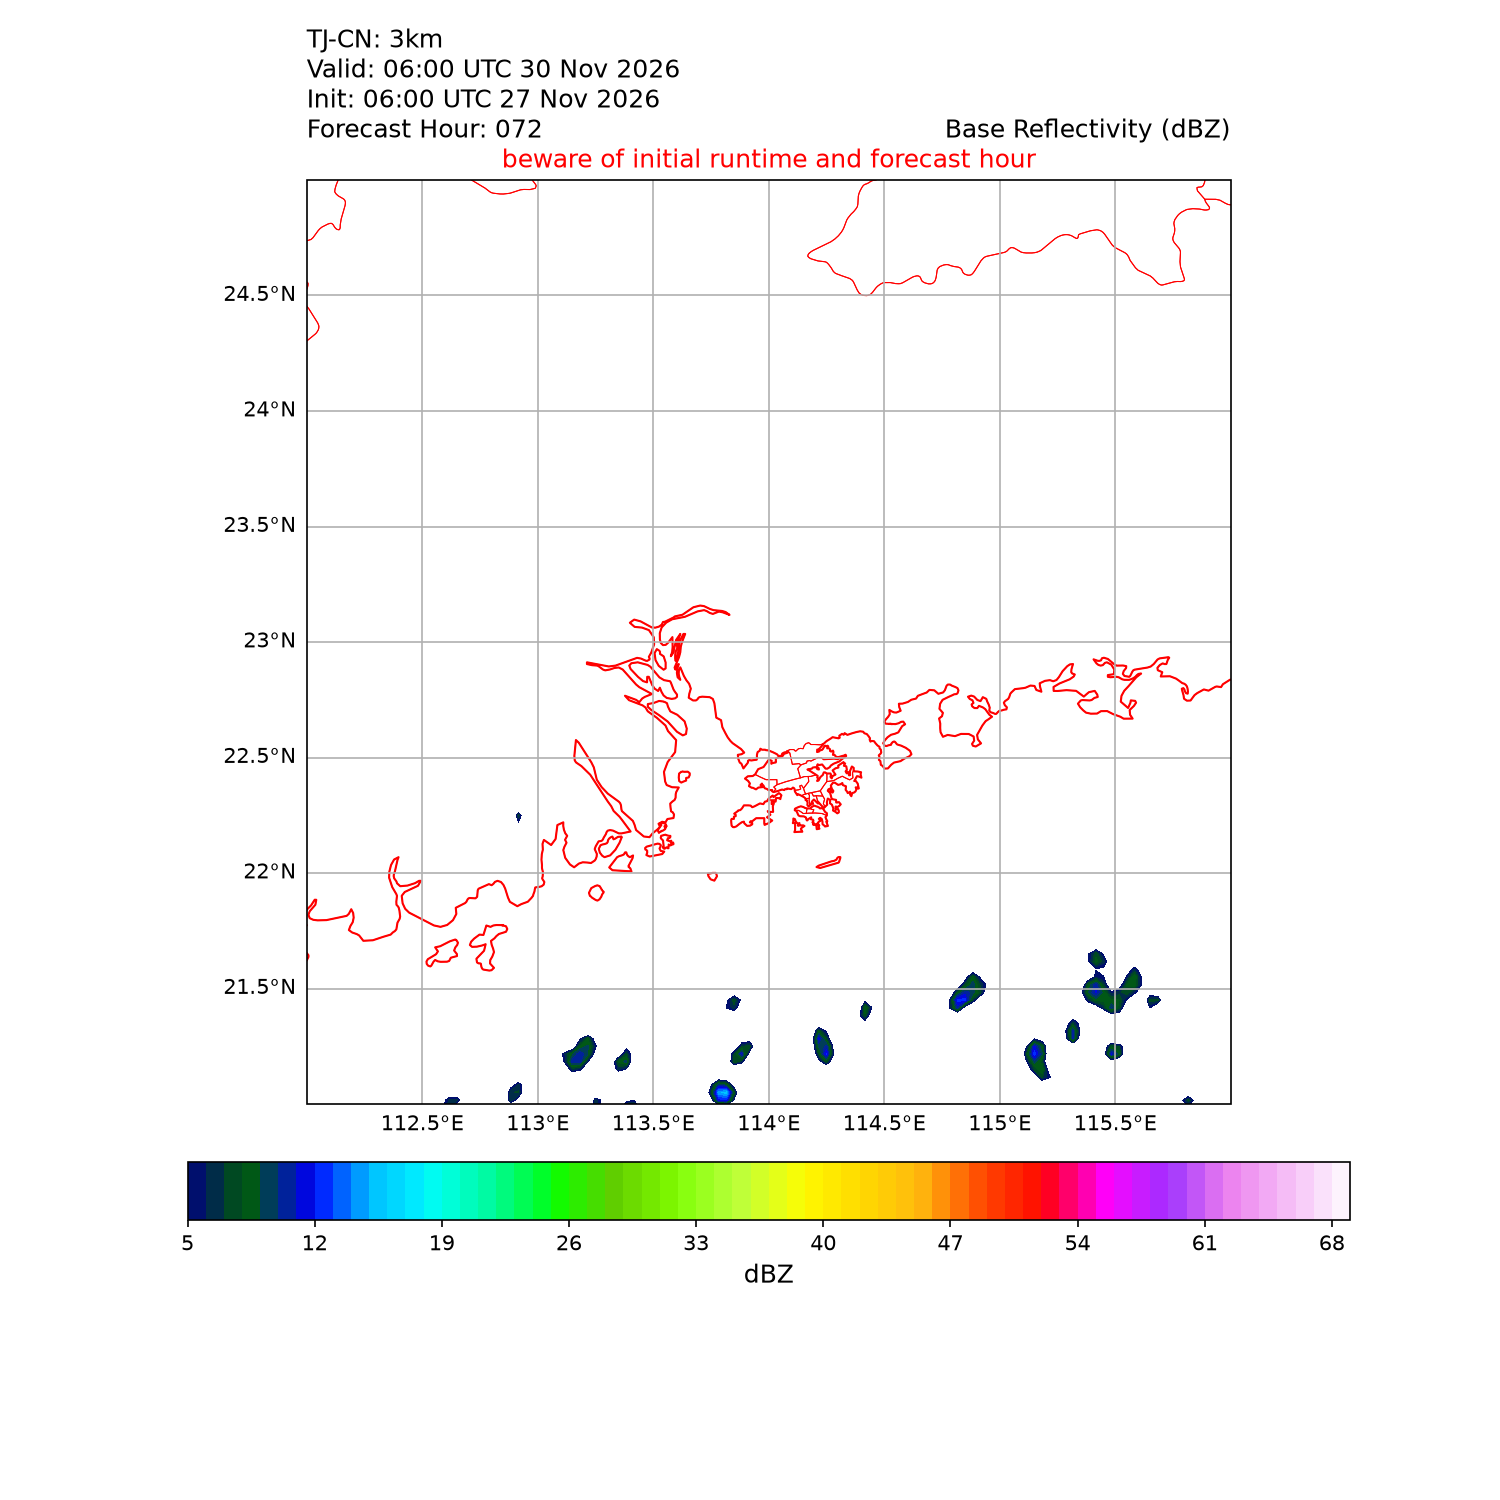 TJ-CN: 3km
Valid: 06:00 UTC 30 Nov 2026
Init: 06:00 UTC 27 Nov 2026
Forecast Hour: 072
Base Reflectivity (dBZ)
beware of initial runtime and forecast hour
24.5°N
24°N
23.5°N
23°N
22.5°N
22°N
21.5°N
112.5°E 113°E 113.5°E 114°E 114.5°E 115°E 115.5°E
5 12 19 26 33 40 47 54 61 68
dBZ